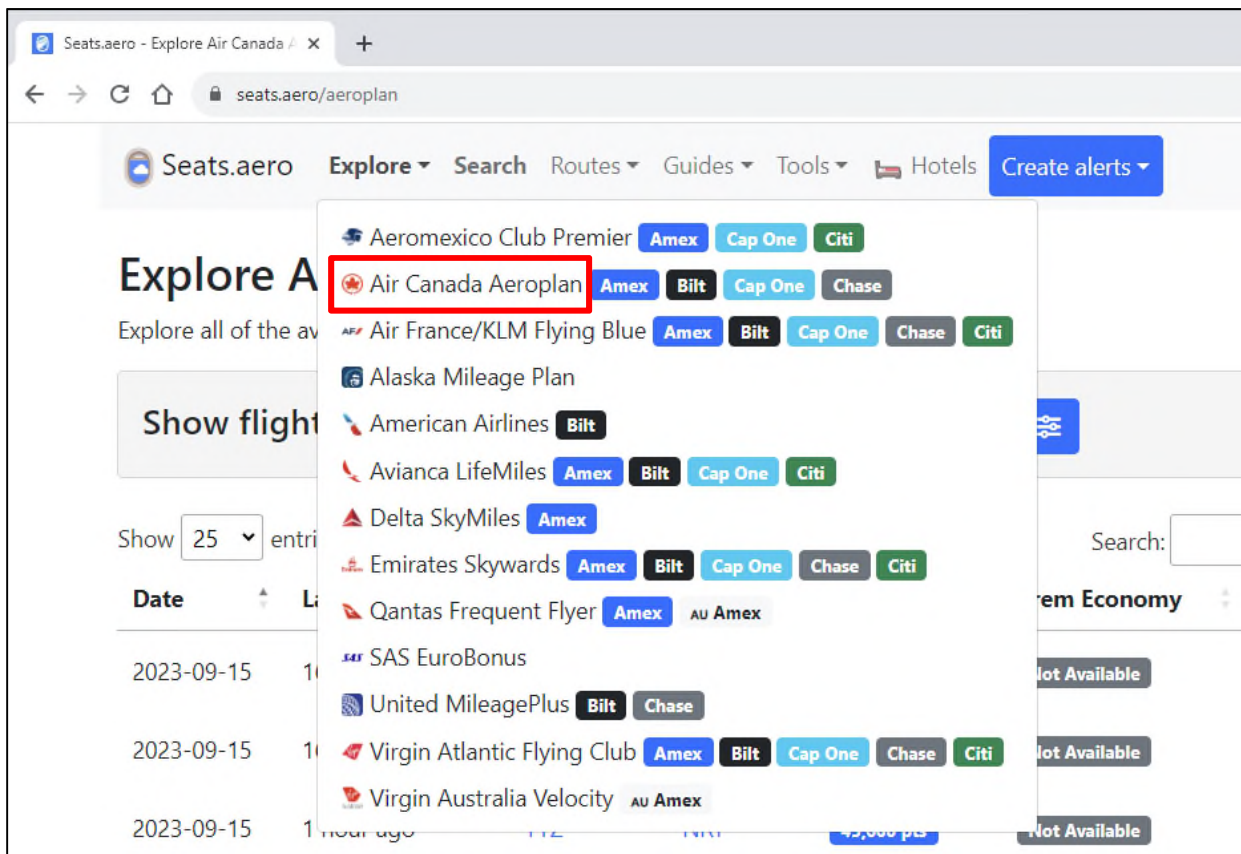 Seats.aero - Explore Air Canada
seats.aero/aeroplan
Seats.aero Explore Search Routes Guides Tools Hotels Create alerts
Aeromexico Club Premier Amex Cap One Citi
Explore A
Air Canada Aeroplan Amex Bilt Cap One Chase
Explore all of the av
Air France/KLM Flying Blue Amex Bilt Cap One Chase Citi
Alaska Mileage Plan
Show flight
American Airlines Bilt
Avianca LifeMiles Amex Bilt Cap One Citi
Delta SkyMiles Amex
Show 25 entri Search:
Emirates Skywards Amex Bilt Cap One Chase Citi
Date La rem Economy
Qantas Frequent Flyer Amex AU Amex
SAS EuroBonus
2023-09-15 Not Available
United MileagePlus Bilt Chase
Virgin Atlantic Flying Club Amex Bilt Cap One Chase Citi
2023-09-15 Not Available
Virgin Australia Velocity AU Amex
2023-09-15 1 hour ago Not Available